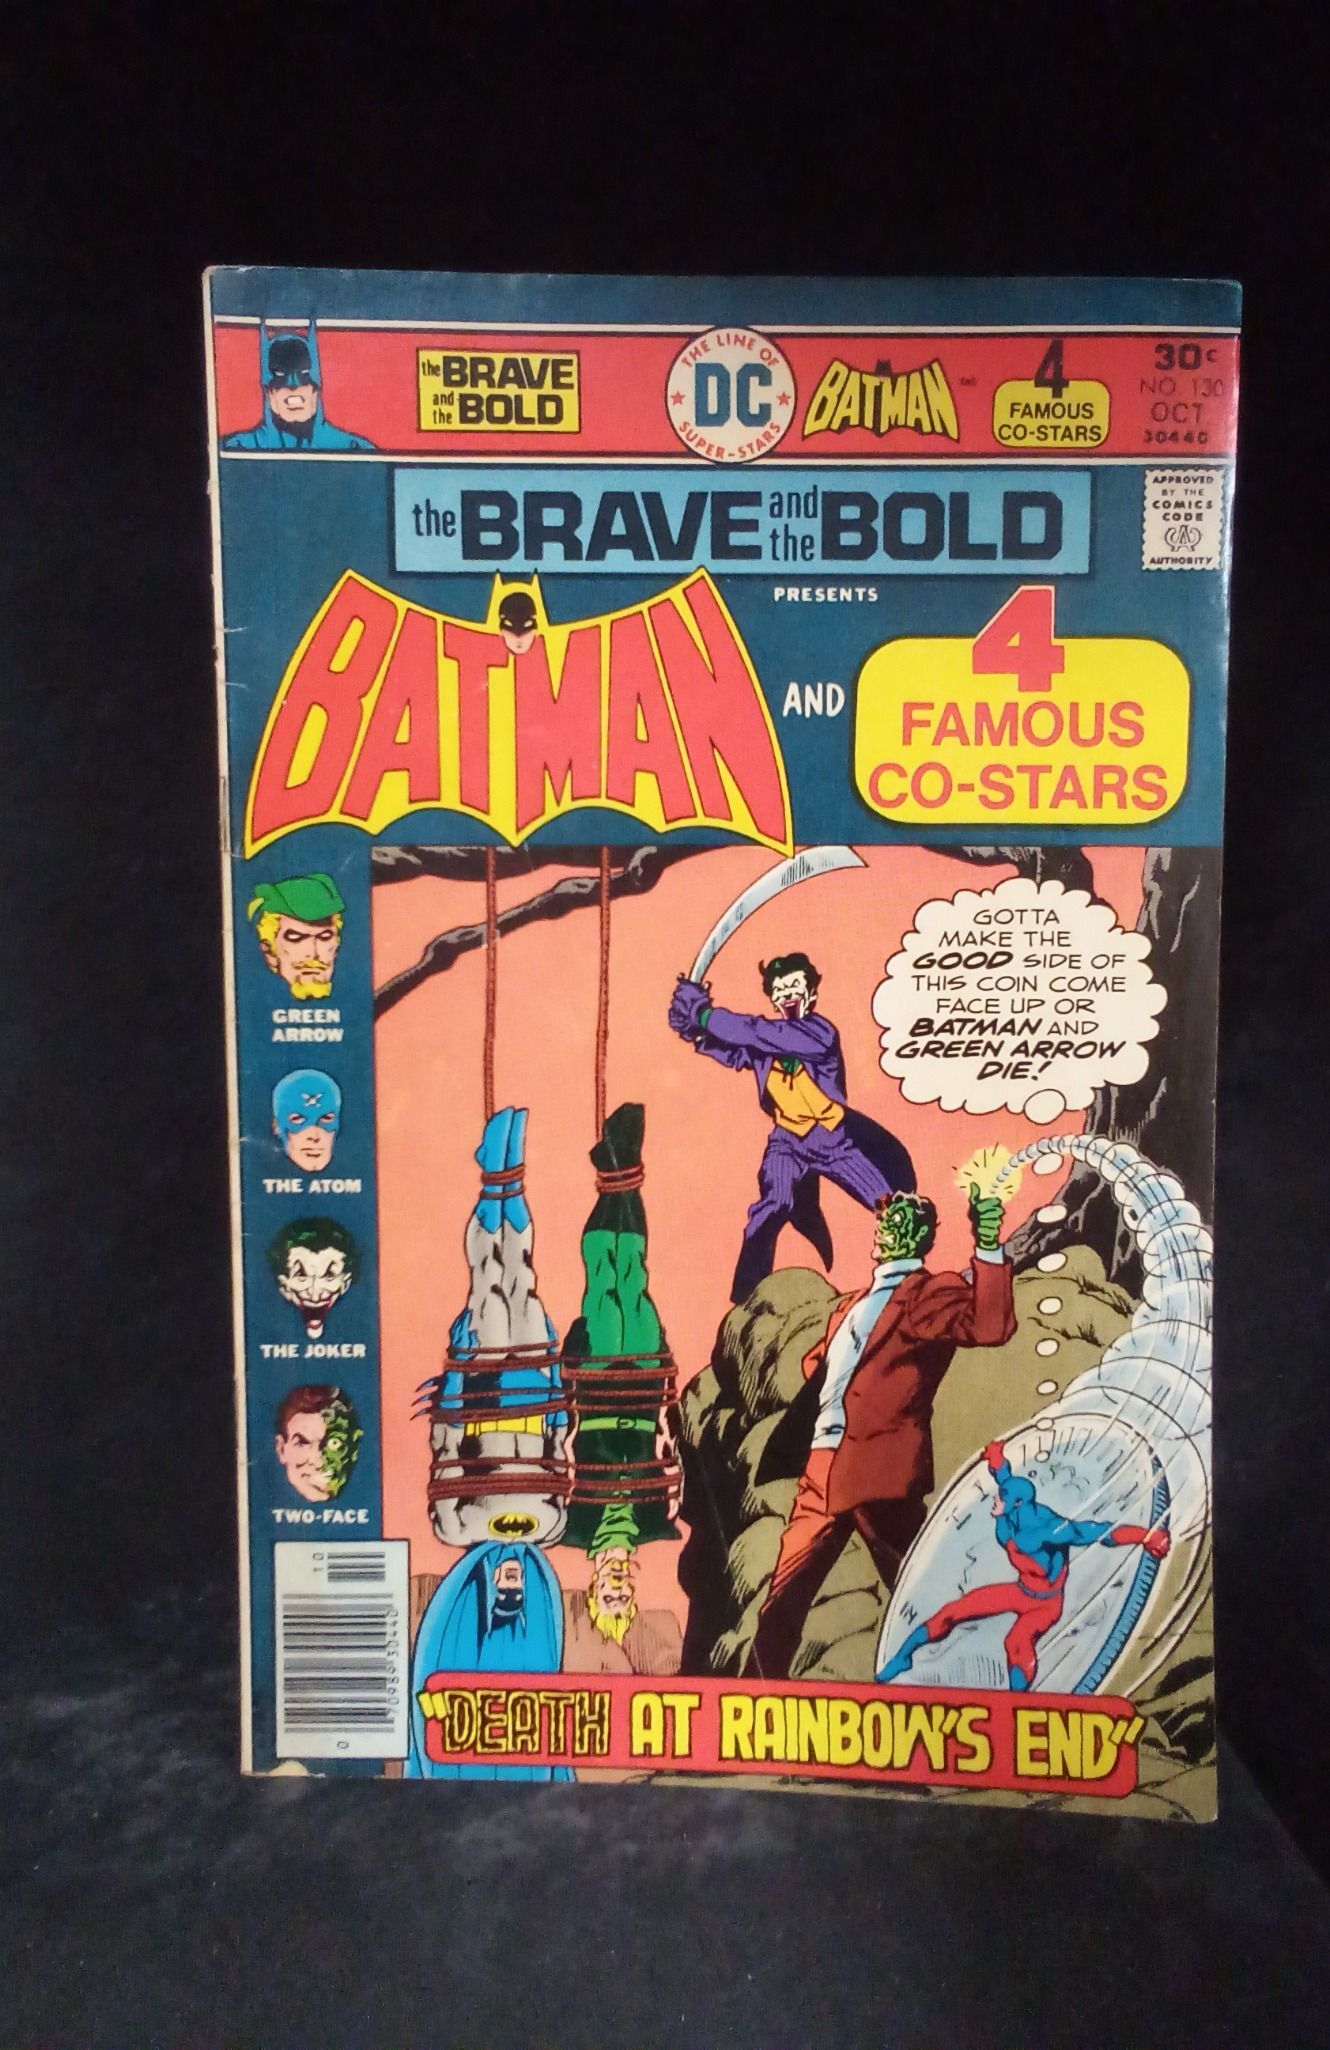 the BRAVE
and the BOLD
THE LINE OF
DC
SUPER-STARS
BATMAN
4
FAMOUS
CO-STARS
30¢
NO. 130
OCT.
30440
the BRAVE and the BOLD
APPROVED
BY THE
COMICS
CODE
CA
AUTHORITY
BATMAN
PRESENTS
AND
4
FAMOUS
CO-STARS
GREEN
ARROW
THE ATOM
THE JOKER
TWO-FACE
GOTTA
MAKE THE
GOOD SIDE OF
THIS COIN COME
FACE UP OR
BATMAN AND
GREEN ARROW
DIE!
10
0
"DEATH AT RAINBOW'S END"